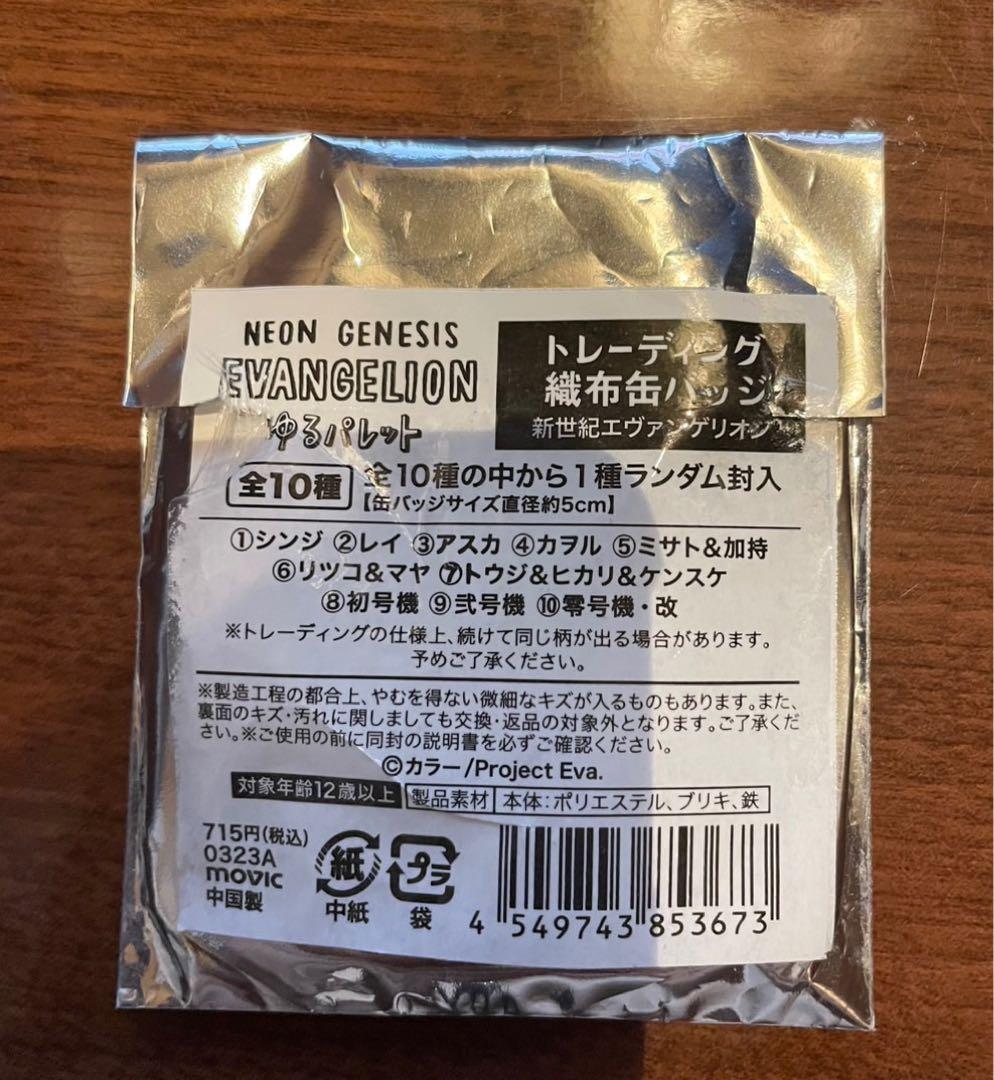 NEON GENESIS
EVANGELION
ゆるパレット
トレーディング
織布缶バッジ
新世紀エヴァンゲリオン
全10種
全10種の中から1種ランダム封入
【缶バッジサイズ直径約5cm】
①シンジ ②レイ ③アスカ ④カヲル ⑤ミサト&加持
⑥リツコ&マヤ ⑦トウジ&ヒカリ&ケンスケ
⑧初号機 ⑨弐号機 ⑩零号機・改
※トレーディングの仕様上、続けて同じ柄が出る場合があります。
予めご了承ください。
※製造工程の都合上、やむを得ない微細なキズが入るものもあります。また、
裏面のキズ・汚れに関しましても交換・返品の対象外となります。ご了承くだ
さい。※ご使用の前に同封の説明書を必ずご確認ください。
©カラー/Project Eva.
対象年齢12歳以上 製品素材 本体:ポリエステル、ブリキ、鉄
715円(税込)
0323A
movic
中国製
紙
中紙
プラ
袋
4 549743 853673